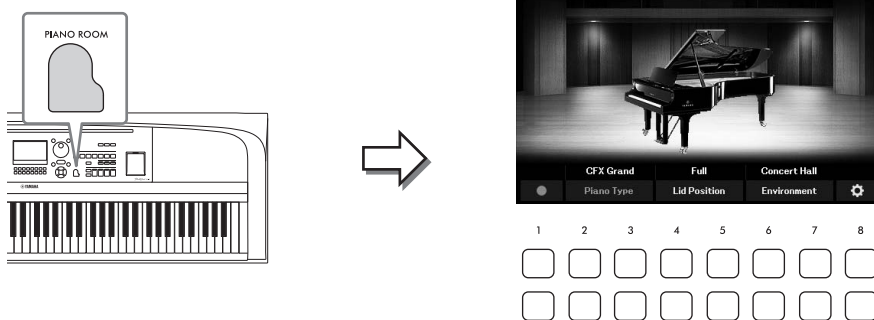 PIANO ROOM
YAMAHA
CFX Grand Full Concert Hall
Piano Type Lid Position Environment
1 2 3 4 5 6 7 8